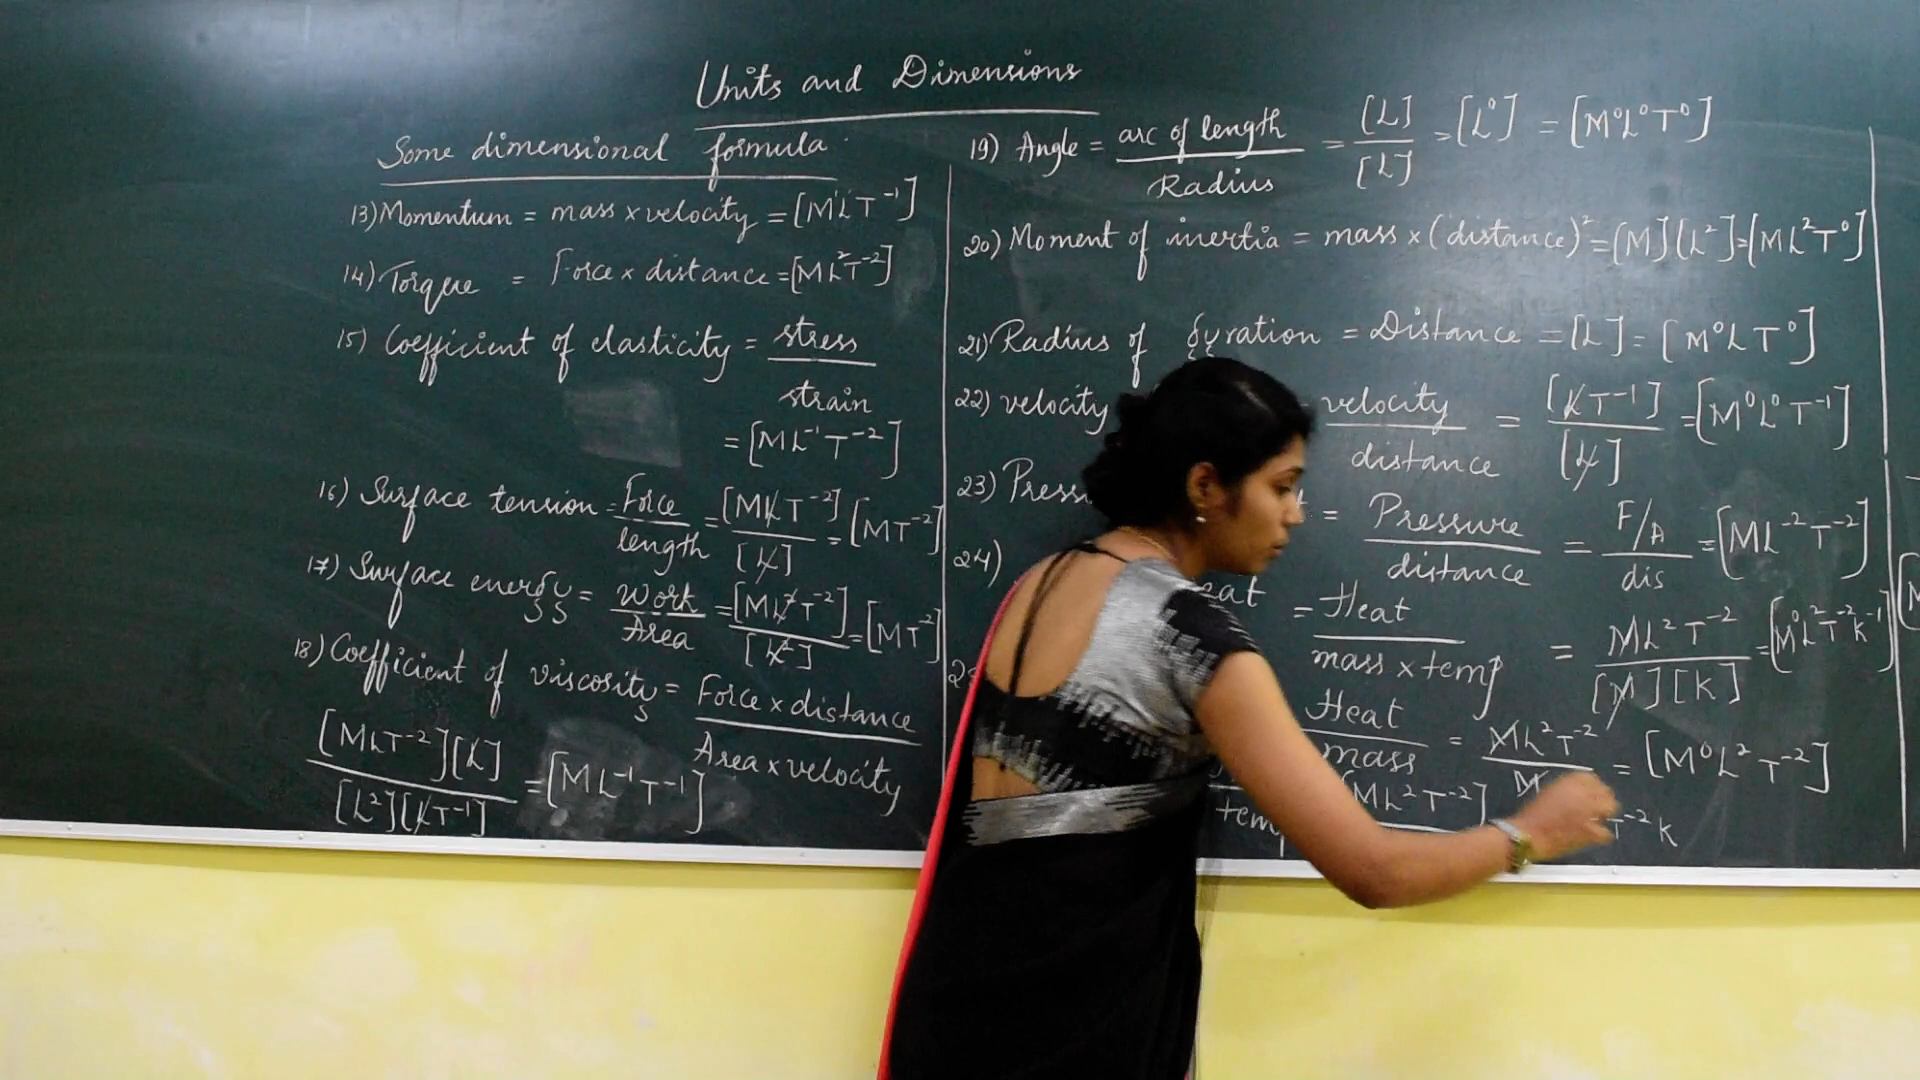 Units and Dimensions
Some dimensional formula
13) Momentum = mass x velocity = [M¹L¹T⁻¹]
14) Torque = Force x distance = [ML²T⁻²]
15) Coefficient of elasticity = stress
strain
= [ML⁻¹T⁻²]
16) Surface tension = Force / length = [MLT⁻²] / [L] = [MT⁻²]
17) Surface energy = Work / Area = [ML²T⁻²] / [L²] = [MT⁻²]
18) Coefficient of viscosity = Force x distance
Area x velocity
[MLT⁻²][L] / [L²][LT⁻¹] = [ML⁻¹T⁻¹]
19) Angle = arc of length / Radius = [L] / [L] = [L⁰] = [M⁰L⁰T⁰]
20) Moment of inertia = mass x (distance)² = [M][L²] = [ML²T⁰]
21) Radius of gyration = Distance = [L] = [M⁰LT⁰]
22) velocity velocity / distance = [LT⁻¹] / [L] = [M⁰L⁰T⁻¹]
23) = Pressure / distance = F/A / dis = [ML⁻²T⁻²]
24) = Heat / mass x temp = ML²T⁻² / [M][K] = [M⁰L²T⁻²K⁻¹]
Heat / mass = ML²T⁻² / M = [M⁰L²T⁻²]
[ML²T⁻²] T⁻²K